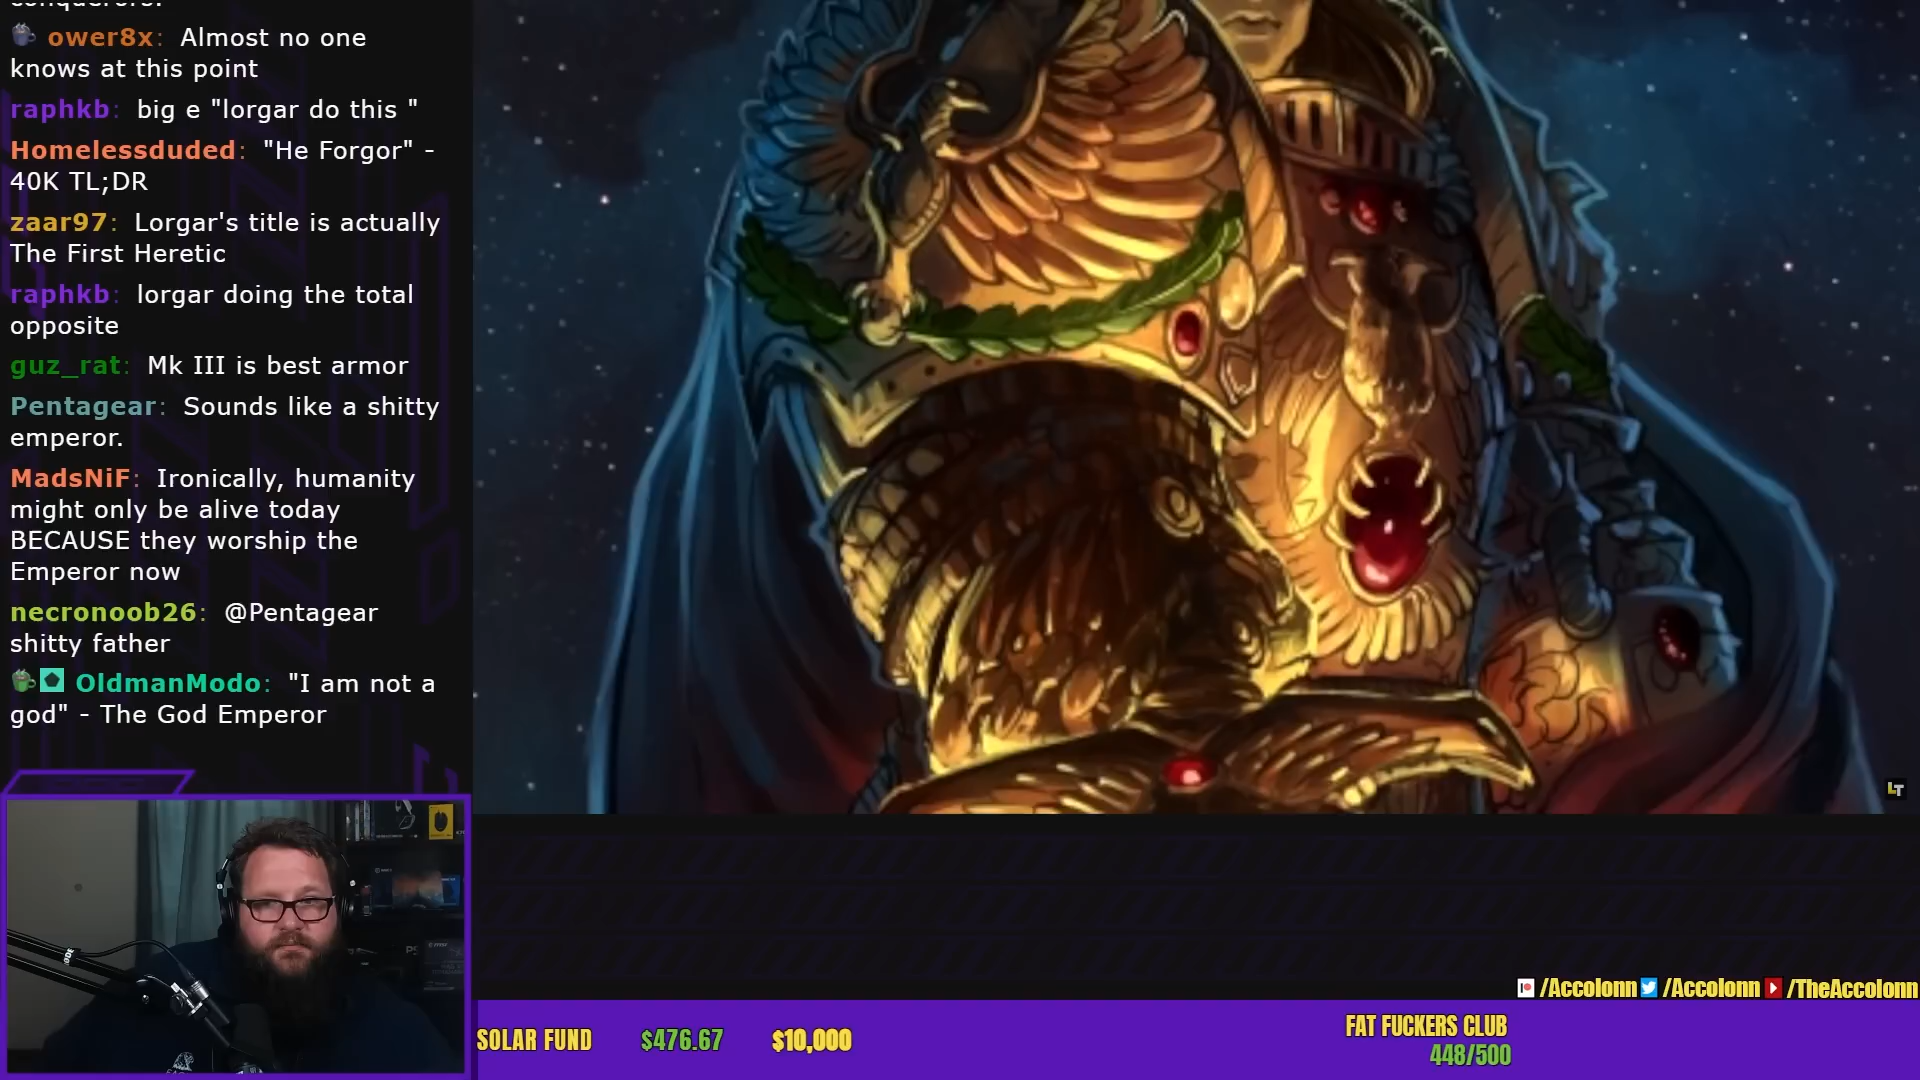 ower8x: Almost no one
knows at this point
raphkb: big e "lorgar do this "
Homelessduded: "He Forgor" -
40K TL;DR
zaar97: Lorgar's title is actually
The First Heretic
raphkb: lorgar doing the total
opposite
guz_rat: Mk III is best armor
Pentagear: Sounds like a shitty
emperor.
MadsNiF: Ironically, humanity
might only be alive today
BECAUSE they worship the
Emperor now
necronoob26: @Pentagear
shitty father
OldmanModo: "I am not a
god" - The God Emperor
LT
/Accolonn /Accolonn /TheAccolonn
SOLAR FUND $476.67 $10,000
FAT FUCKERS CLUB
448/500